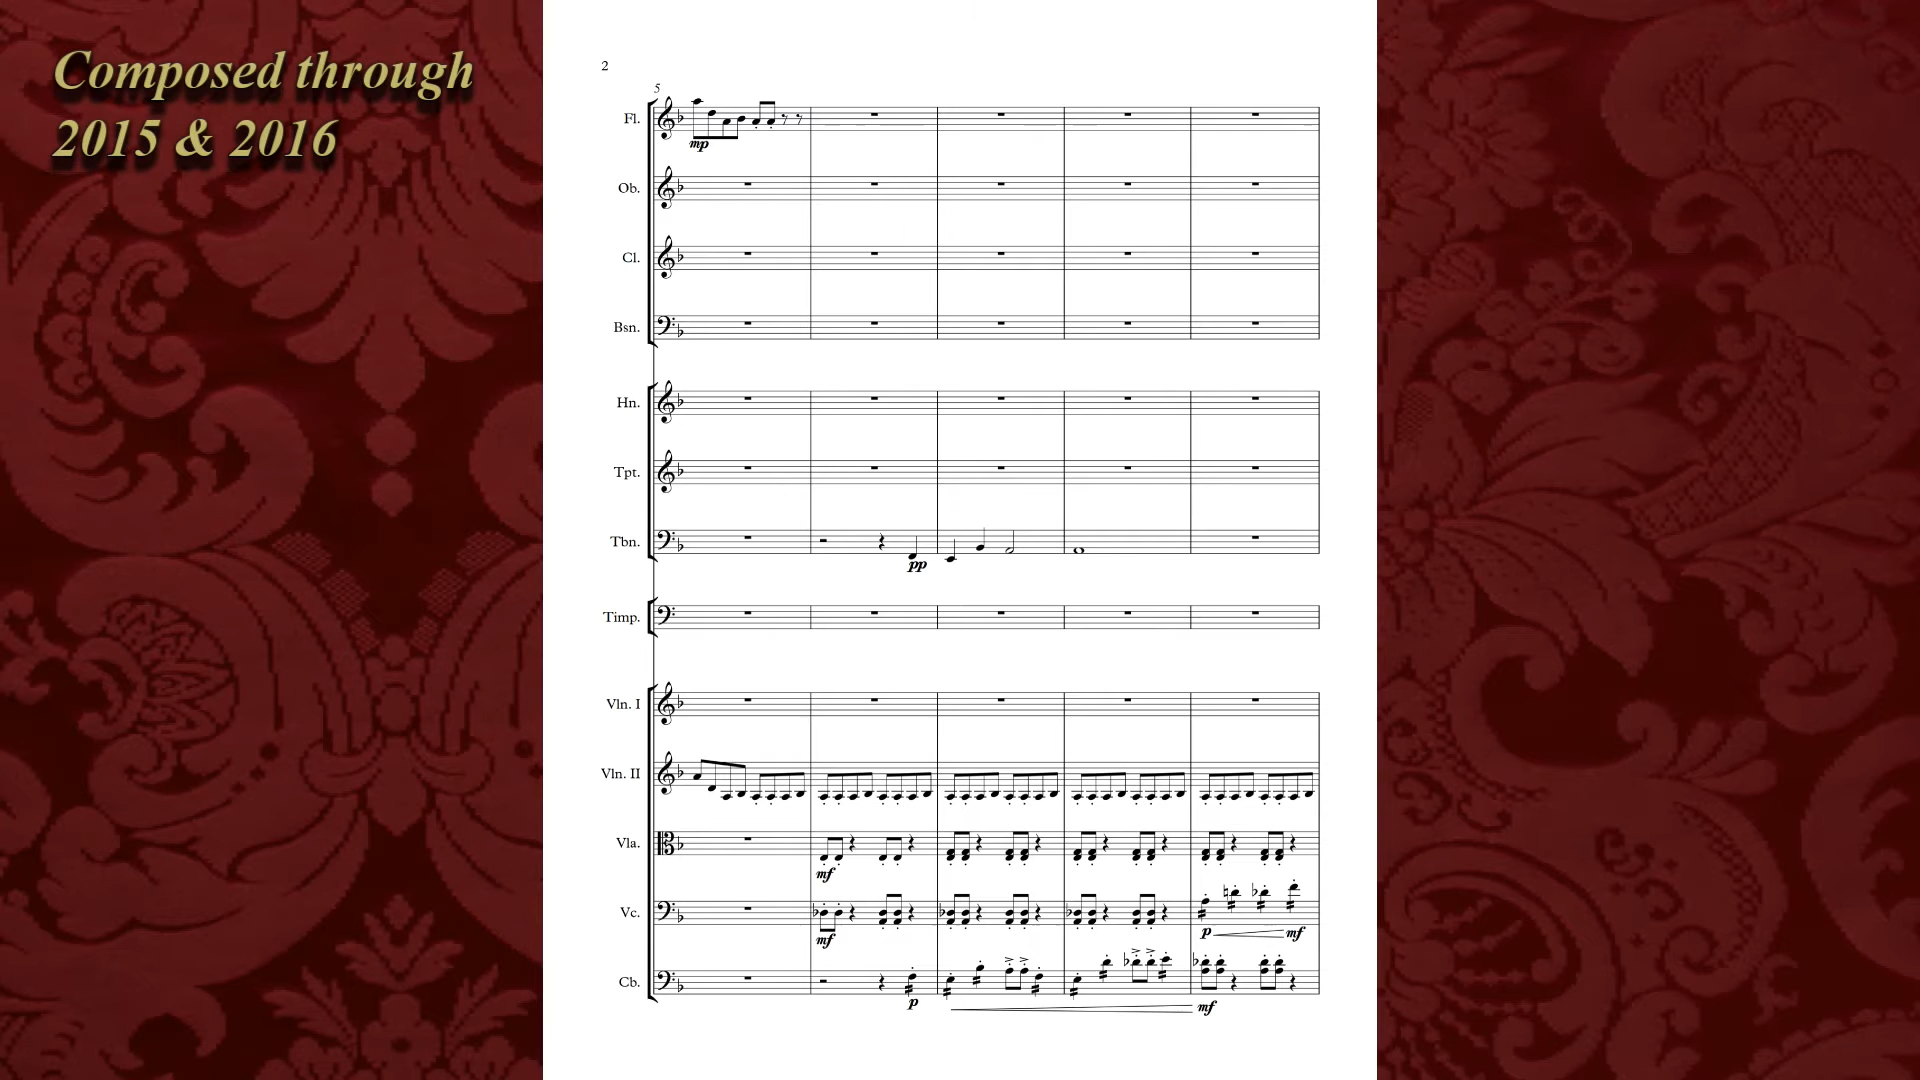 Composed through
2015 & 2016
2
5
Fl.
mp
Ob.
Cl.
Bsn.
Hn.
Tpt.
Tbn.
pp
Timp.
Vln. I
Vln. II
Vla.
mf
Vc.
mf
p
mf
Cb.
p
mf